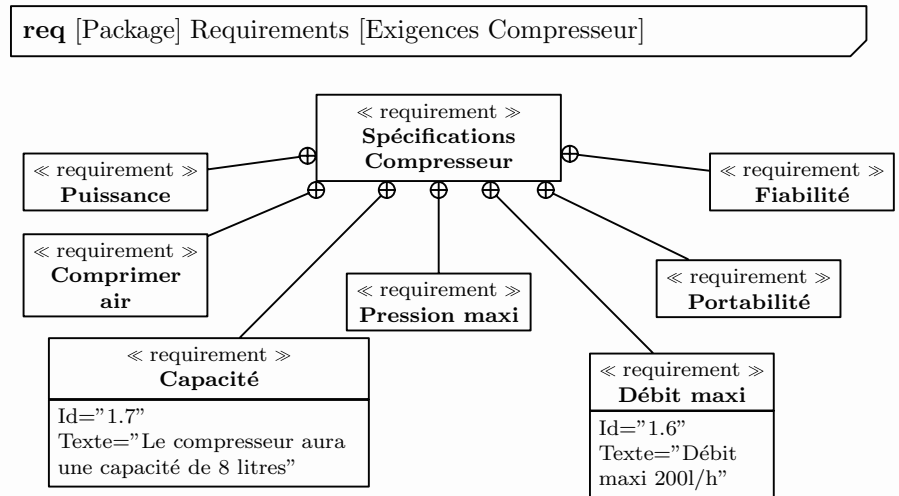 req [Package] Requirements [Exigences Compresseur]
≪ requirement ≫
Spécifications
Compresseur
≪ requirement ≫
Puissance
≪ requirement ≫
Fiabilité
≪ requirement ≫
Comprimer
air
≪ requirement ≫
Pression maxi
≪ requirement ≫
Portabilité
≪ requirement ≫
Capacité
Id=”1.7”
Texte=”Le compresseur aura
une capacité de 8 litres”
≪ requirement ≫
Débit maxi
Id=”1.6”
Texte=”Débit
maxi 200l/h”